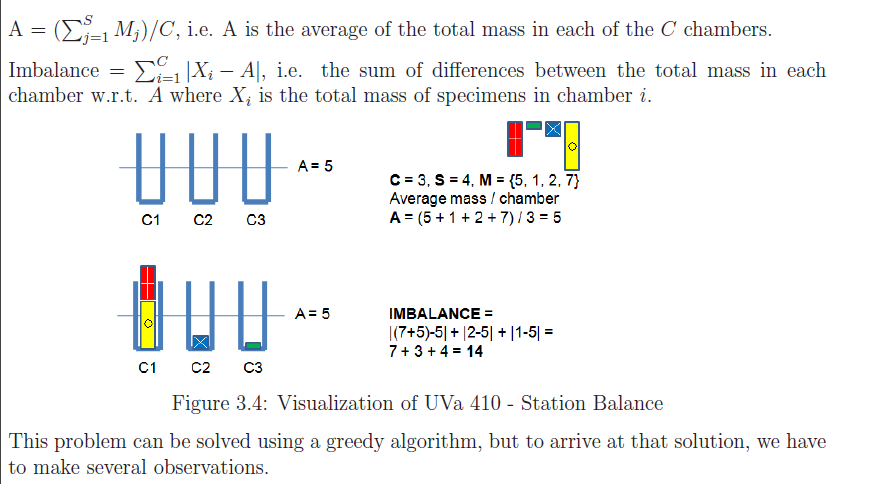 A = (∑_{j=1}^{S} M_j)/C, i.e. A is the average of the total mass in each of the C chambers.
Imbalance = ∑_{i=1}^{C} |X_i − A|, i.e. the sum of differences between the total mass in each
chamber w.r.t. A where X_i is the total mass of specimens in chamber i.
A = 5
C1 C2 C3
C = 3, S = 4, M = {5, 1, 2, 7}
Average mass / chamber
A = (5 + 1 + 2 + 7) / 3 = 5
A = 5
C1 C2 C3
IMBALANCE =
|(7+5)-5| + |2-5| + |1-5| =
7 + 3 + 4 = 14
Figure 3.4: Visualization of UVa 410 - Station Balance
This problem can be solved using a greedy algorithm, but to arrive at that solution, we have
to make several observations.